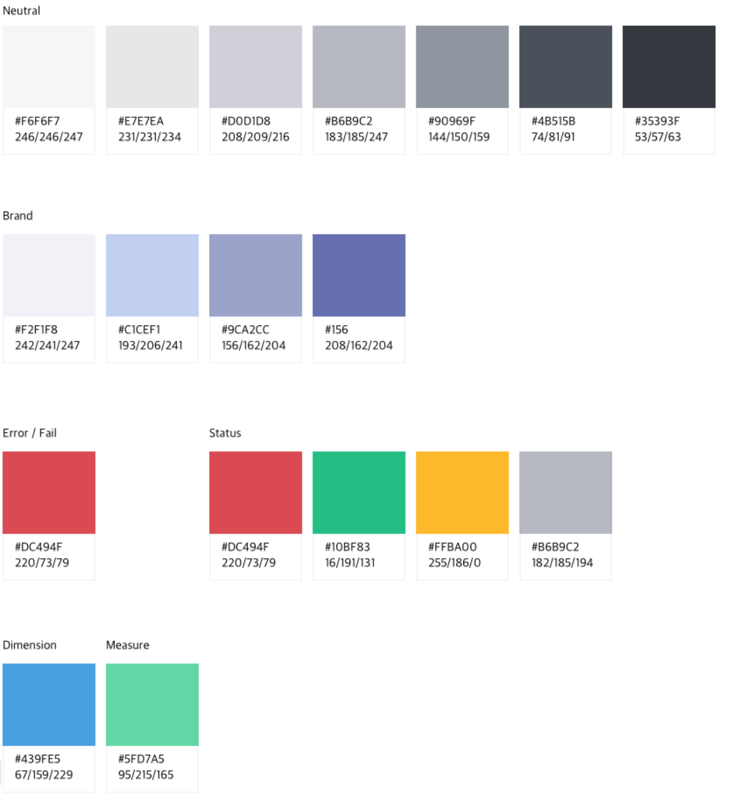 Neutral
#F6F6F7
246/246/247
#E7E7EA
231/231/234
#D0D1D8
208/209/216
#B6B9C2
183/185/247
#90969F
144/150/159
#4B515B
74/81/91
#35393F
53/57/63
Brand
#F2F1F8
242/241/247
#C1CEF1
193/206/241
#9CA2CC
156/162/204
#156
208/162/204
Error / Fail
#DC494F
220/73/79
Status
#DC494F
220/73/79
#10BF83
16/191/131
#FFBA00
255/186/0
#B6B9C2
182/185/194
Dimension
#439FE5
67/159/229
Measure
#5FD7A5
95/215/165